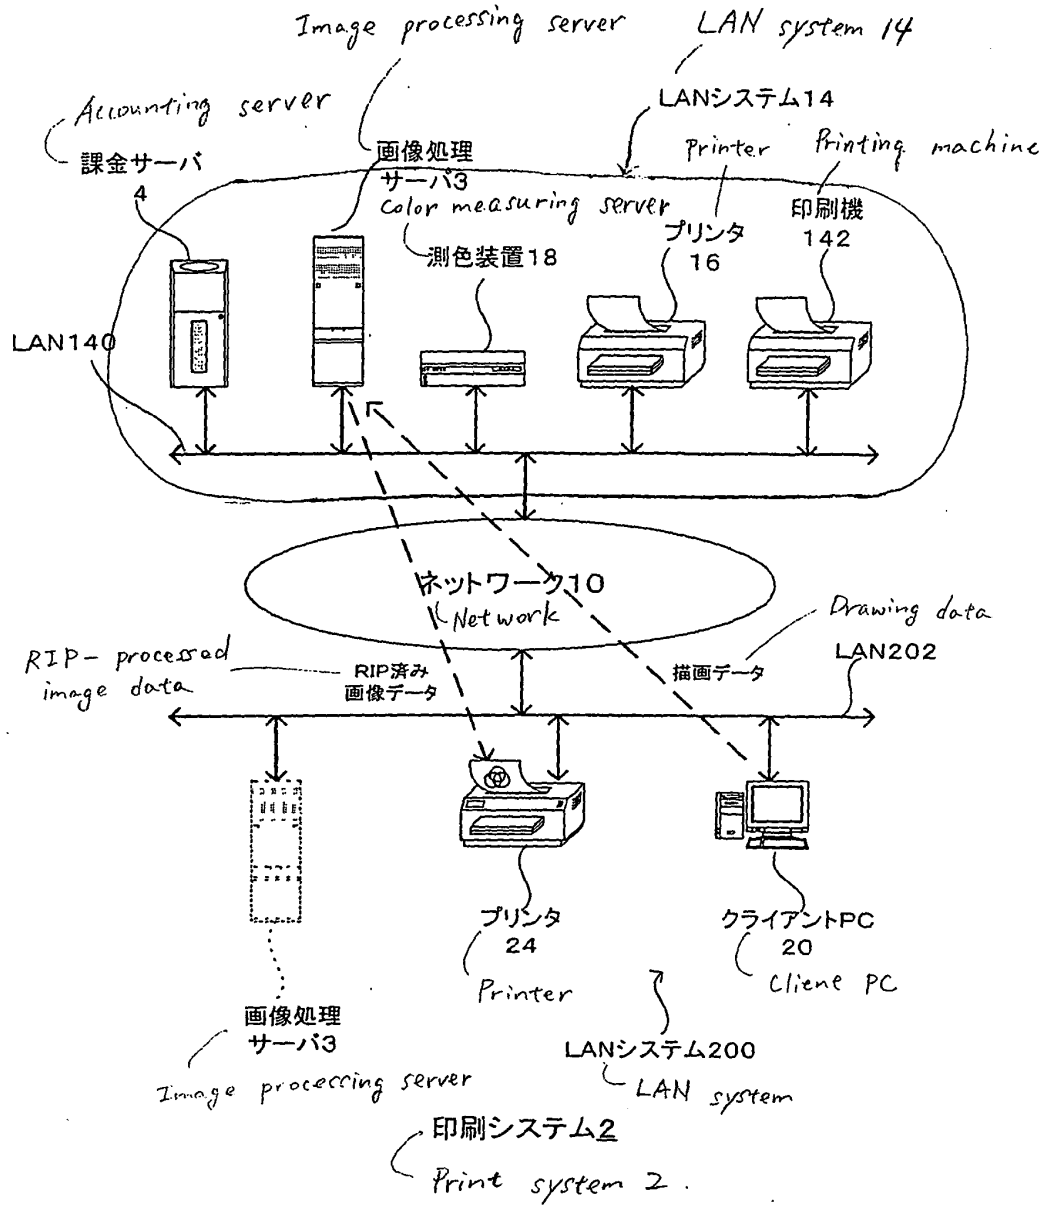 Image processing server
LAN system 14
LANシステム14
Accounting server
課金サーバ
4
画像処理
サーバ3
Printer
Printing machine
Color measuring server
プリンタ
16
印刷機
142
測色装置18
LAN140
ネットワーク10
Network
Drawing data
RIP-processed
image data
RIP済み
画像データ
描画データ
LAN202
プリンタ
24
Printer
クライアントPC
20
Cliene PC
画像処理
サーバ3
Image processing server
LANシステム200
LAN system
印刷システム2
Print system 2.